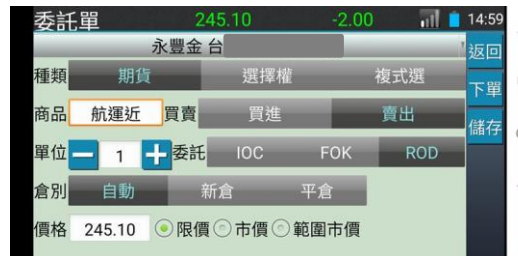 委託單 245.10 -2.00 14:59
永豐金 台
返回
種類 期貨 選擇權 複式選
下單
商品 航運近 買賣 買進 賣出
儲存
單位 1 委託 IOC FOK ROD
倉別 自動 新倉 平倉
價格 245.10 限價 市價 範圍市價